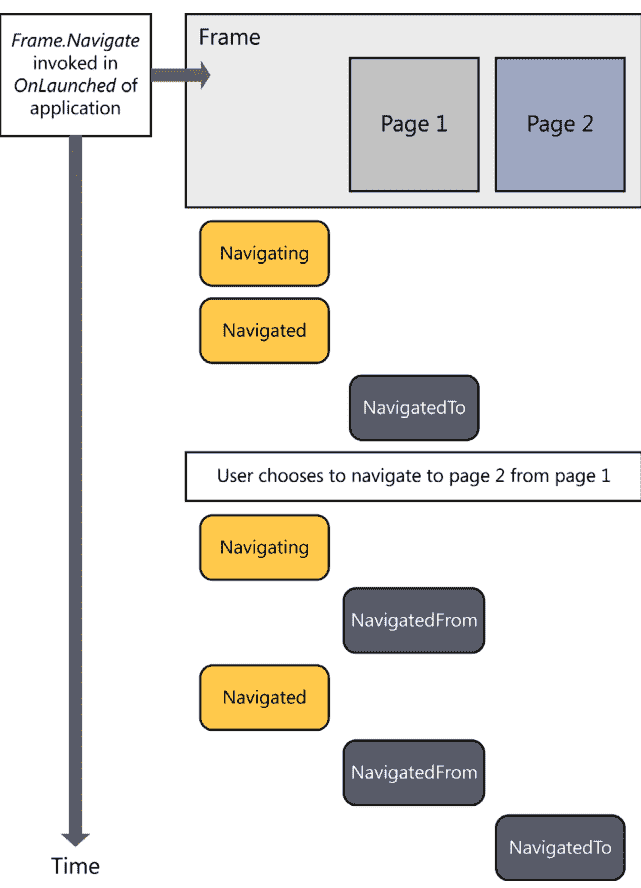 Frame.Navigate
invoked in
OnLaunched of
application
Frame
Page 1
Page 2
Navigating
Navigated
NavigatedTo
User chooses to navigate to page 2 from page 1
Navigating
NavigatedFrom
Navigated
NavigatedFrom
NavigatedTo
Time